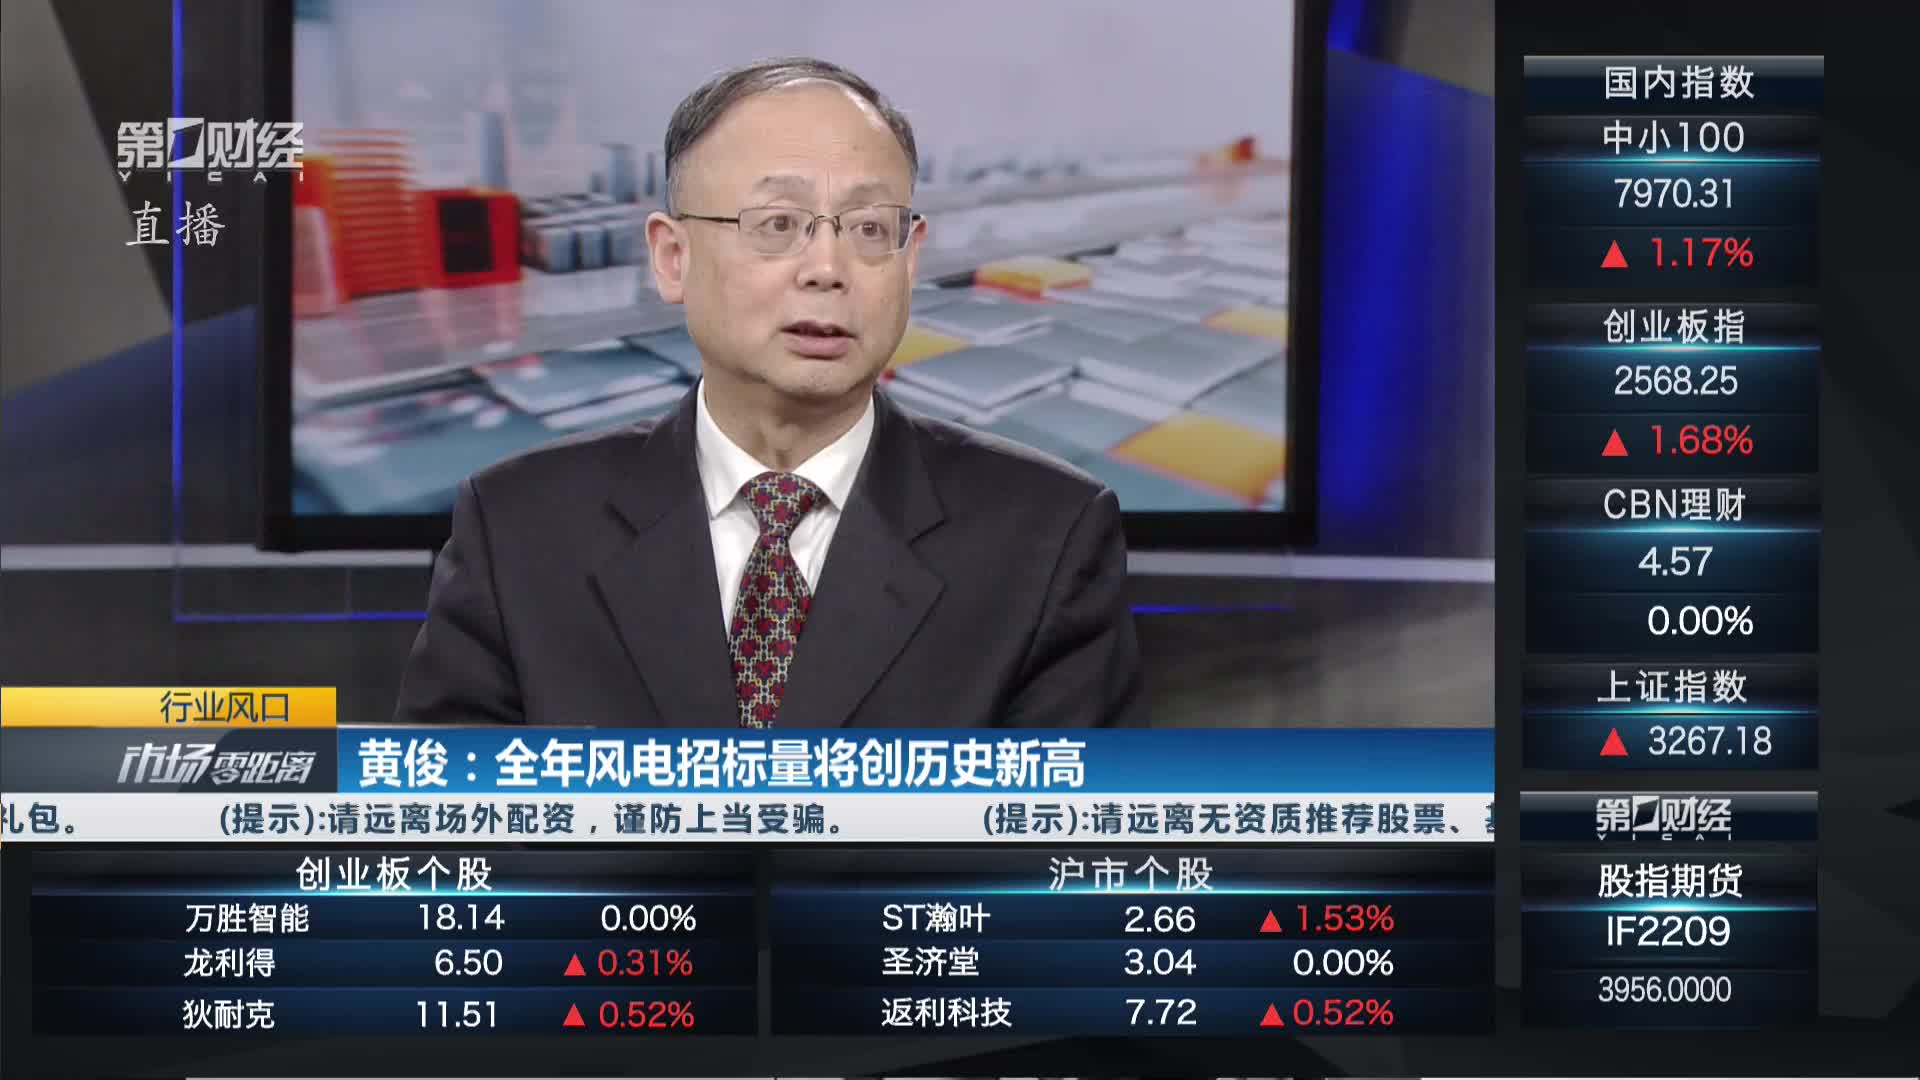 第一财经
YICAI
直播
国内指数
中小100
7970.31
▲ 1.17%
创业板指
2568.25
▲ 1.68%
CBN理财
4.57
0.00%
上证指数
▲ 3267.18
第一财经
YICAI
股指期货
IF2209
3956.0000
行业风口
市场零距离
黄俊：全年风电招标量将创历史新高
礼包。 (提示):请远离场外配资，谨防上当受骗。 (提示):请远离无资质推荐股票、
创业板个股
万胜智能 18.14 0.00%
龙利得 6.50 ▲ 0.31%
狄耐克 11.51 ▲ 0.52%
沪市个股
ST瀚叶 2.66 ▲ 1.53%
圣济堂 3.04 0.00%
返利科技 7.72 ▲ 0.52%